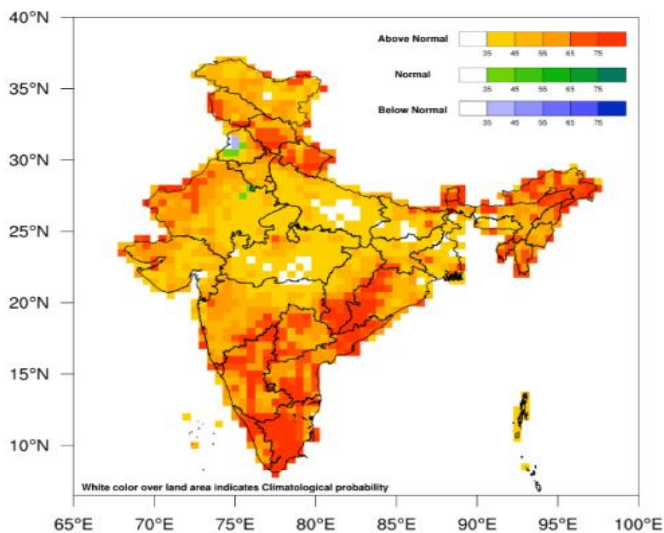 40°N
35°N
30°N
25°N
20°N
15°N
10°N
Above Normal
35 45 55 65 75
Normal
35 45 55 65 75
Below Normal
35 45 55 65 75
White color over land area indicates Climatological probability
65°E 70°E 75°E 80°E 85°E 90°E 95°E 100°E